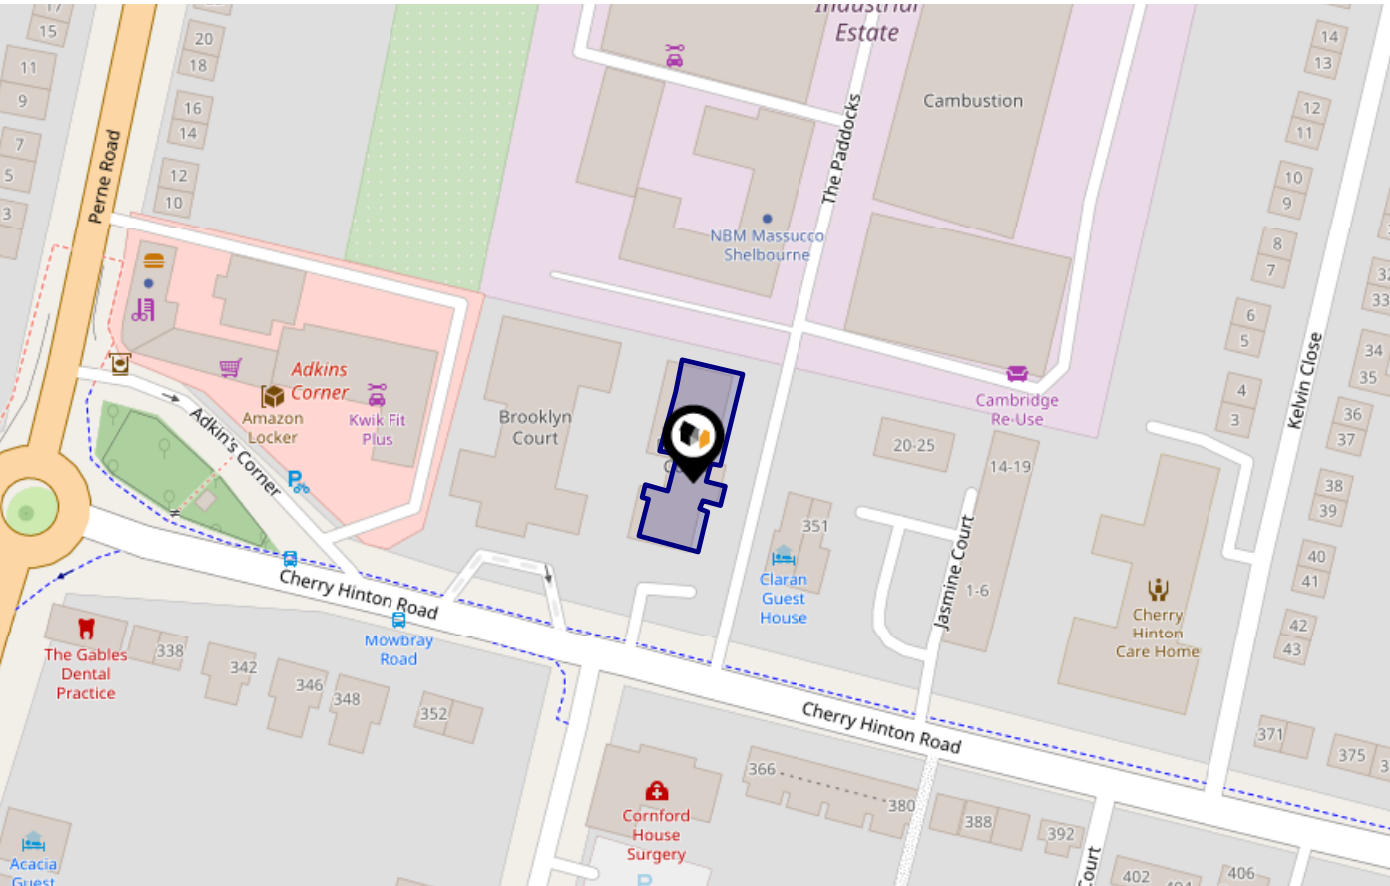 17
15
11
9
7
5
3
20
18
16
14
12
10
Perne Road
Industrial
Estate
Cambustion
The Paddocks
NBM Massucco
Shelbourne
14
13
12
11
10
9
8
7
6
5
4
3
32
33
34
35
36
37
38
39
40
41
42
43
Kelvin Close
Adkins
Corner
Amazon
Locker
Kwik Fit
Plus
Adkin's Corner
Brooklyn
Court
Cambridge
Re-Use
20-25
14-19
1-6
Jasmine Court
351
Claran
Guest
House
Cherry
Hinton
Care Home
Cherry Hinton Road
Mowbray
Road
The Gables
Dental
Practice
338
342
346
348
352
Cherry Hinton Road
371
375
3
366
380
388
392
402
406
Court
Cornford
House
Surgery
P
P
Acacia
Guest